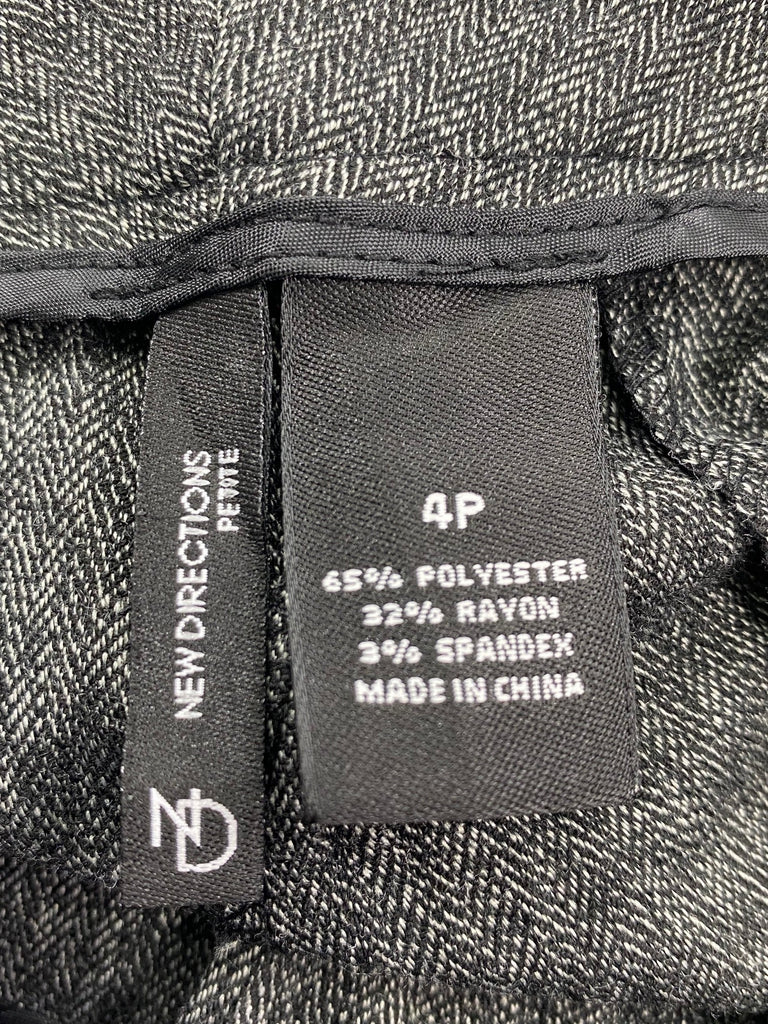 NEW DIRECTIONS
PETITE
ND
4P
65% POLYESTER
32% RAYON
3% SPANDEX
MADE IN CHINA